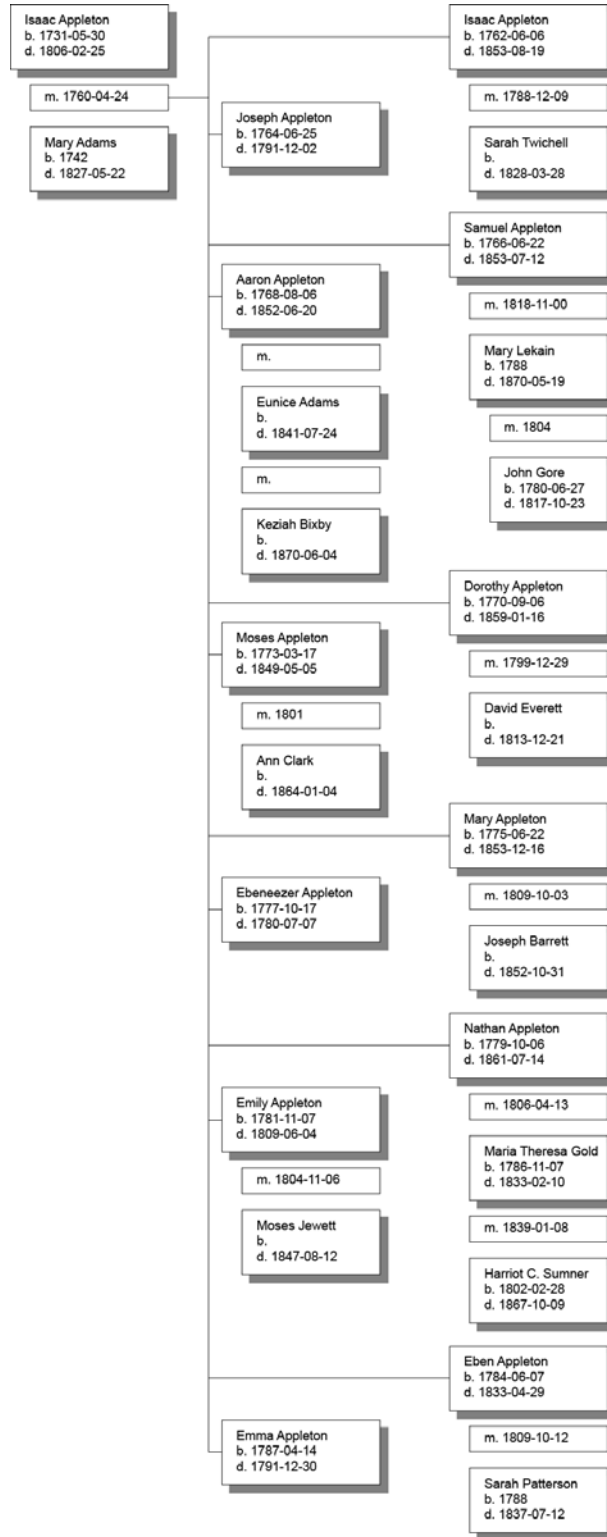 Isaac Appleton
b. 1731-05-30
d. 1806-02-25
m. 1760-04-24
Mary Adams
b. 1742
d. 1827-05-22
Isaac Appleton
b. 1762-06-06
d. 1853-08-19
m. 1788-12-09
Sarah Twichell
b.
d. 1828-03-28
Joseph Appleton
b. 1764-06-25
d. 1791-12-02
Samuel Appleton
b. 1766-06-22
d. 1853-07-12
m. 1818-11-00
Mary Lekain
b. 1788
d. 1870-05-19
m. 1804
John Gore
b. 1780-06-27
d. 1817-10-23
Aaron Appleton
b. 1768-08-06
d. 1852-06-20
m.
Eunice Adams
b.
d. 1841-07-24
m.
Keziah Bixby
b.
d. 1870-06-04
Dorothy Appleton
b. 1770-09-06
d. 1859-01-16
m. 1799-12-29
David Everett
b.
d. 1813-12-21
Moses Appleton
b. 1773-03-17
d. 1849-05-05
m. 1801
Ann Clark
b.
d. 1864-01-04
Mary Appleton
b. 1775-06-22
d. 1853-12-16
m. 1809-10-03
Joseph Barrett
b.
d. 1852-10-31
Ebeneezer Appleton
b. 1777-10-17
d. 1780-07-07
Nathan Appleton
b. 1779-10-06
d. 1861-07-14
m. 1806-04-13
Maria Theresa Gold
b. 1786-11-07
d. 1833-02-10
m. 1839-01-08
Harriot C. Sumner
b. 1802-02-28
d. 1867-10-09
Emily Appleton
b. 1781-11-07
d. 1809-06-04
m. 1804-11-06
Moses Jewett
b.
d. 1847-08-12
Eben Appleton
b. 1784-06-07
d. 1833-04-29
m. 1809-10-12
Sarah Patterson
b. 1788
d. 1837-07-12
Emma Appleton
b. 1787-04-14
d. 1791-12-30